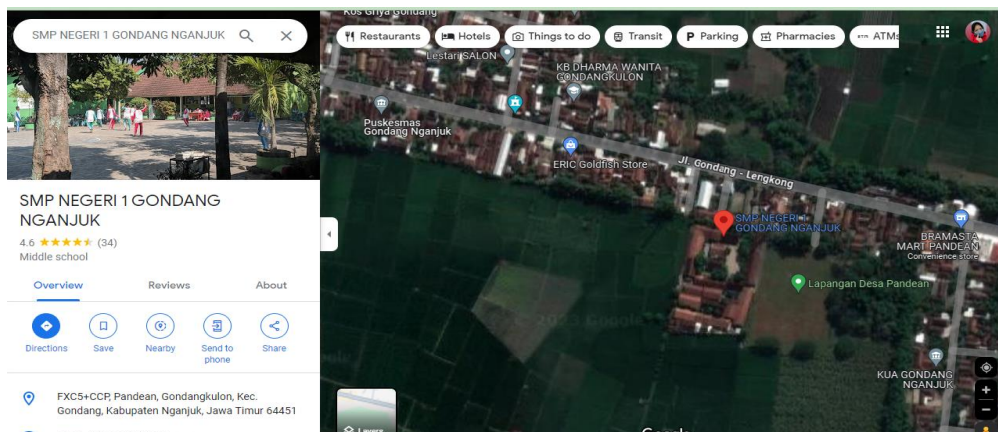 SMP NEGERI 1 GONDANG NGANJUK
SMP NEGERI 1 GONDANG
NGANJUK
4.6 ★★★★★ (34)
Middle school
Overview Reviews About
Directions Save Nearby Send to
phone
Share
FXC5+CCP, Pandean, Gondangkulon, Kec.
Gondang, Kabupaten Nganjuk, Jawa Timur 64451
Kos Griya Gondang
Restaurants Hotels Things to do Transit Parking Pharmacies ATMs
Lestari SALON
KB DHARMA WANITA
GONDANGKULON
Puskesmas
Gondang Nganjuk
ERIC Goldfish Store
Jl. Gondang - Lengkong
SMP NEGERI 1
GONDANG NGANJUK
BRAMASTA
MART PANDEAN
Convenience store
Lapangan Desa Pandean
2023 Google
KUA GONDANG
NGANJUK
Layers
Google